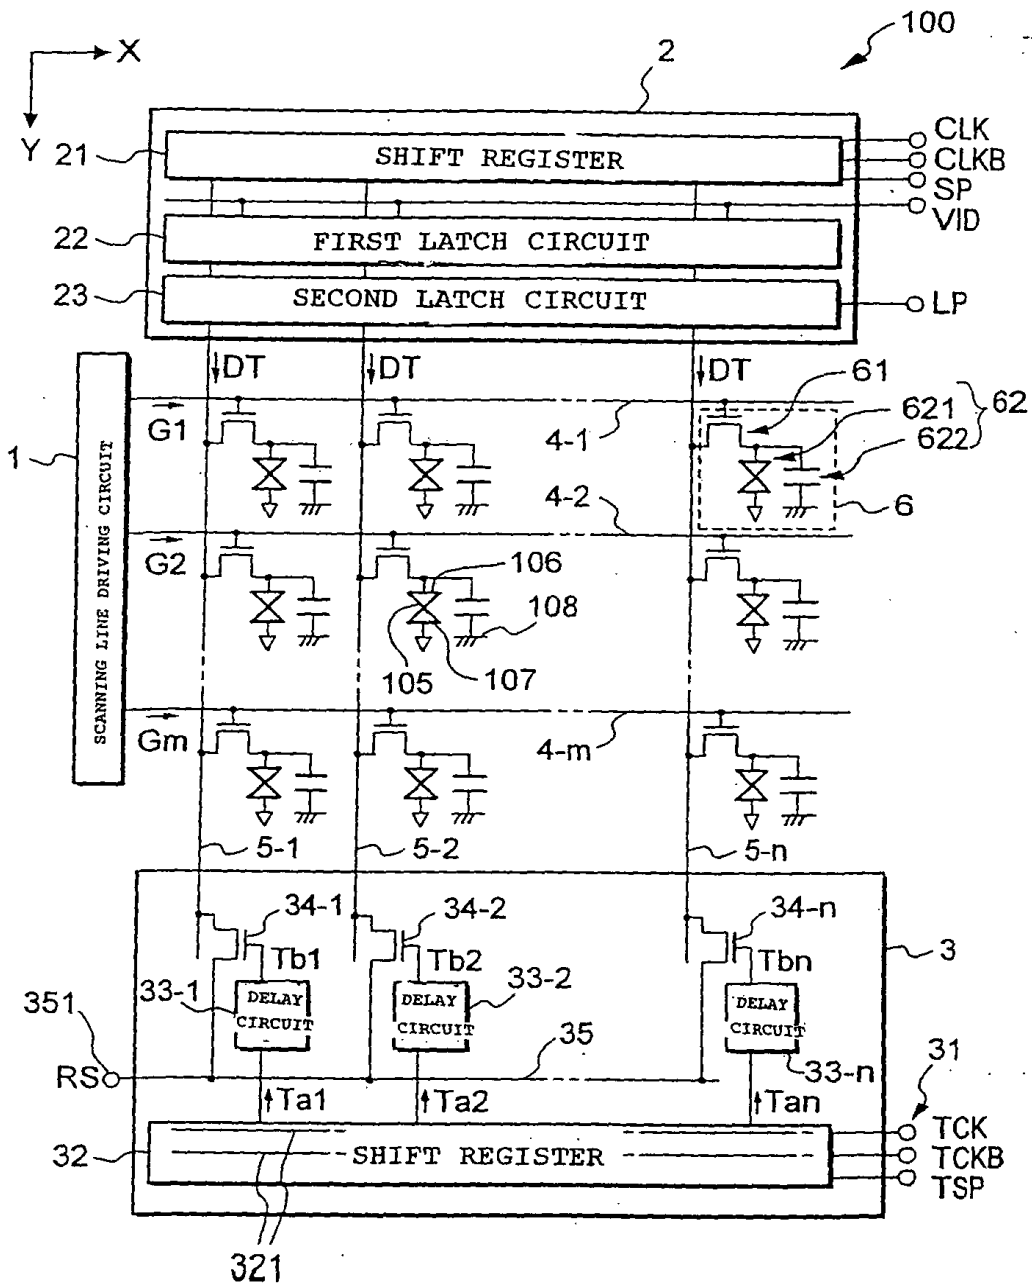 100
X
Y
2
21
SHIFT REGISTER
CLK
CLKB
SP
VID
22
FIRST LATCH CIRCUIT
23
SECOND LATCH CIRCUIT
LP
DT
DT
DT
61
621
62
622
1
SCANNING LINE DRIVING CIRCUIT
G1
4-1
4-2
6
G2
106
108
105
107
Gm
4-m
5-1
5-2
5-n
34-1
34-2
34-n
3
Tb1
Tb2
Tbn
33-1
DELAY CIRCUIT
DELAY CIRCUIT
33-2
DELAY CIRCUIT
33-n
351
RS
35
31
Ta1
Ta2
Tan
32
SHIFT REGISTER
TCK
TCKB
TSP
321